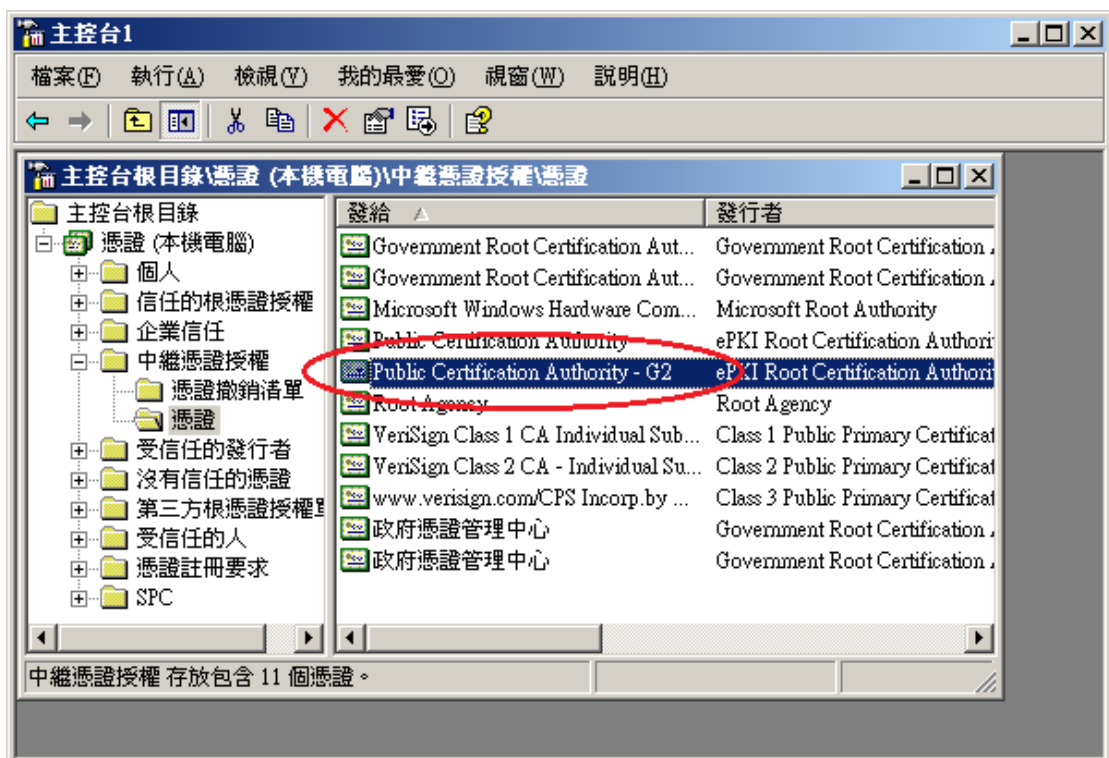 主控台1
檔案(F) 執行(A) 檢視(V) 我的最愛(O) 視窗(W) 說明(H)
主控台根目錄\憑證 (本機電腦)\中繼憑證授權\憑證
主控台根目錄
憑證 (本機電腦)
個人
信任的根憑證授權
企業信任
中繼憑證授權
憑證撤銷清單
憑證
受信任的發行者
沒有信任的憑證
第三方根憑證授權單
受信任的人
憑證註冊要求
SPC
發給 發行者
Government Root Certification Aut... Government Root Certification A
Government Root Certification Aut... Government Root Certification A
Microsoft Windows Hardware Com... Microsoft Root Authority
Public Certification Authority ePKI Root Certification Authori
Public Certification Authority - G2 ePKI Root Certification Authori
Root Agency Root Agency
VeriSign Class 1 CA Individual Sub... Class 1 Public Primary Certificat
VeriSign Class 2 CA - Individual Su... Class 2 Public Primary Certificat
www.verisign.com/CPS Incorp.by ... Class 3 Public Primary Certificat
政府憑證管理中心 Government Root Certification A
政府憑證管理中心 Government Root Certification A
中繼憑證授權 存放包含 11 個憑證。